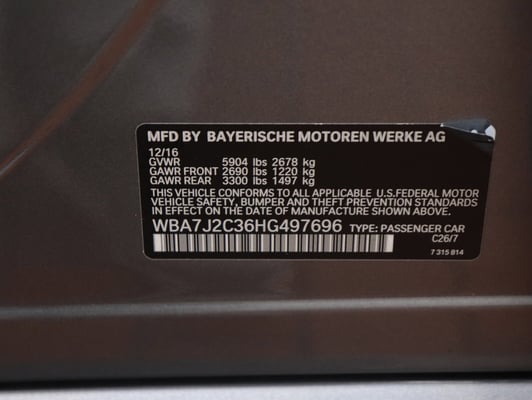 MFD BY BAYERISCHE MOTOREN WERKE AG
12/16
GVWR 5904 lbs 2678 kg
GAWR FRONT 2690 lbs 1220 kg
GAWR REAR 3300 lbs 1497 kg
THIS VEHICLE CONFORMS TO ALL APPLICABLE U.S.FEDERAL MOTOR
VEHICLE SAFETY, BUMPER AND THEFT PREVENTION STANDARDS
IN EFFECT ON THE DATE OF MANUFACTURE SHOWN ABOVE.
WBA7J2C36HG497696 TYPE: PASSENGER CAR
C26/7
7 315 814